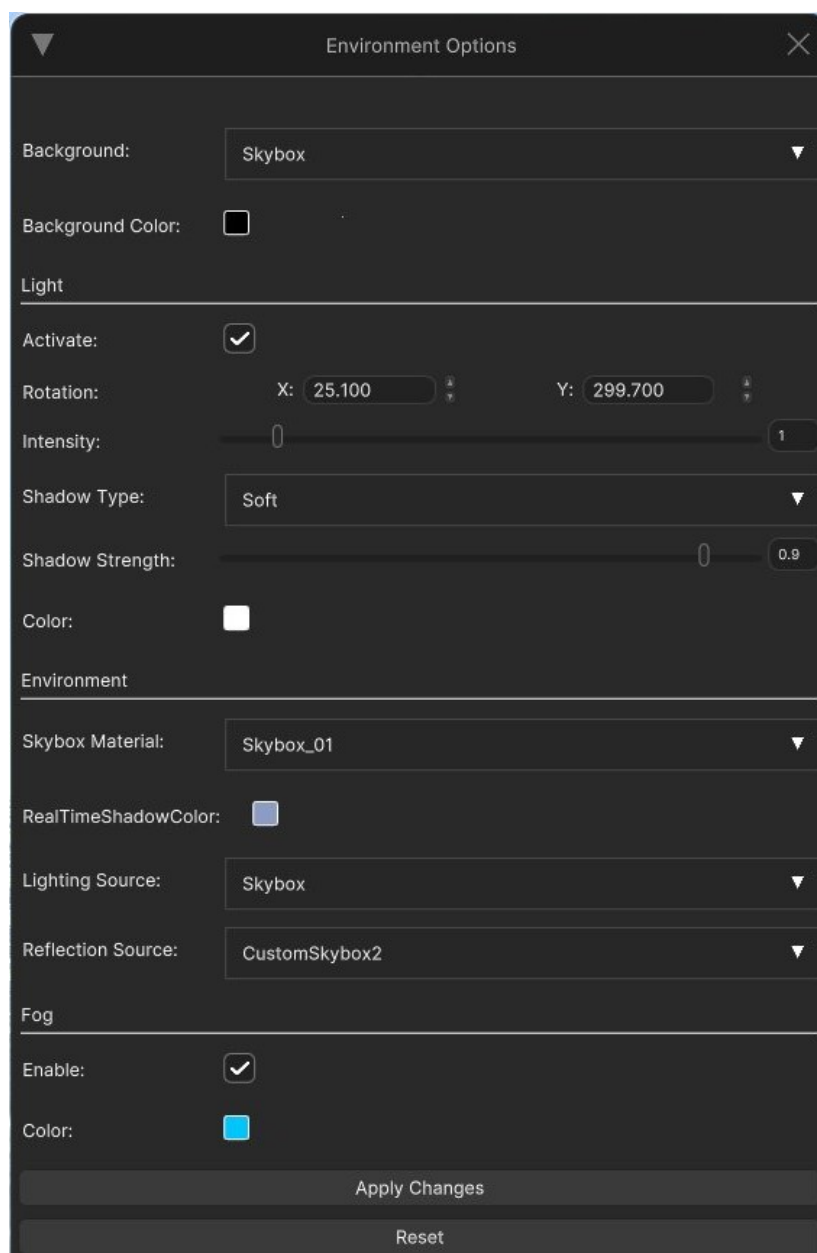 Environment Options
Background: Skybox
Background Color:
Light
Activate:
Rotation: X: 25.100 Y: 299.700
Intensity: 1
Shadow Type: Soft
Shadow Strength: 0.9
Color:
Environment
Skybox Material: Skybox_01
RealTimeShadowColor:
Lighting Source: Skybox
Reflection Source: CustomSkybox2
Fog
Enable:
Color:
Apply Changes
Reset